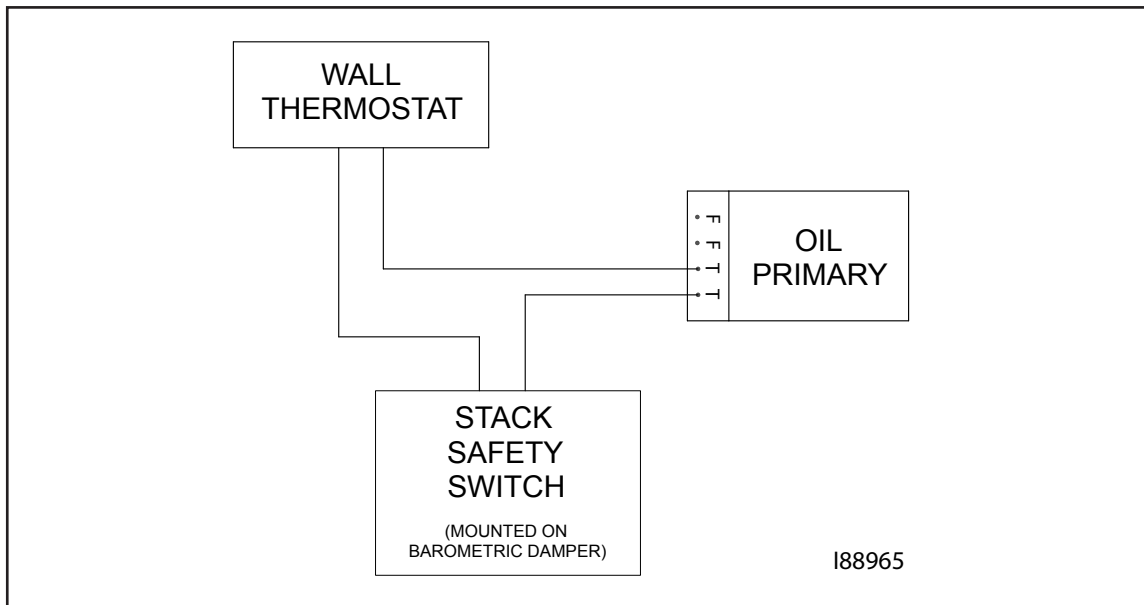 WALL
THERMOSTAT
F
F
T
T
OIL
PRIMARY
STACK
SAFETY
SWITCH
(MOUNTED ON
BAROMETRIC DAMPER)
I88965